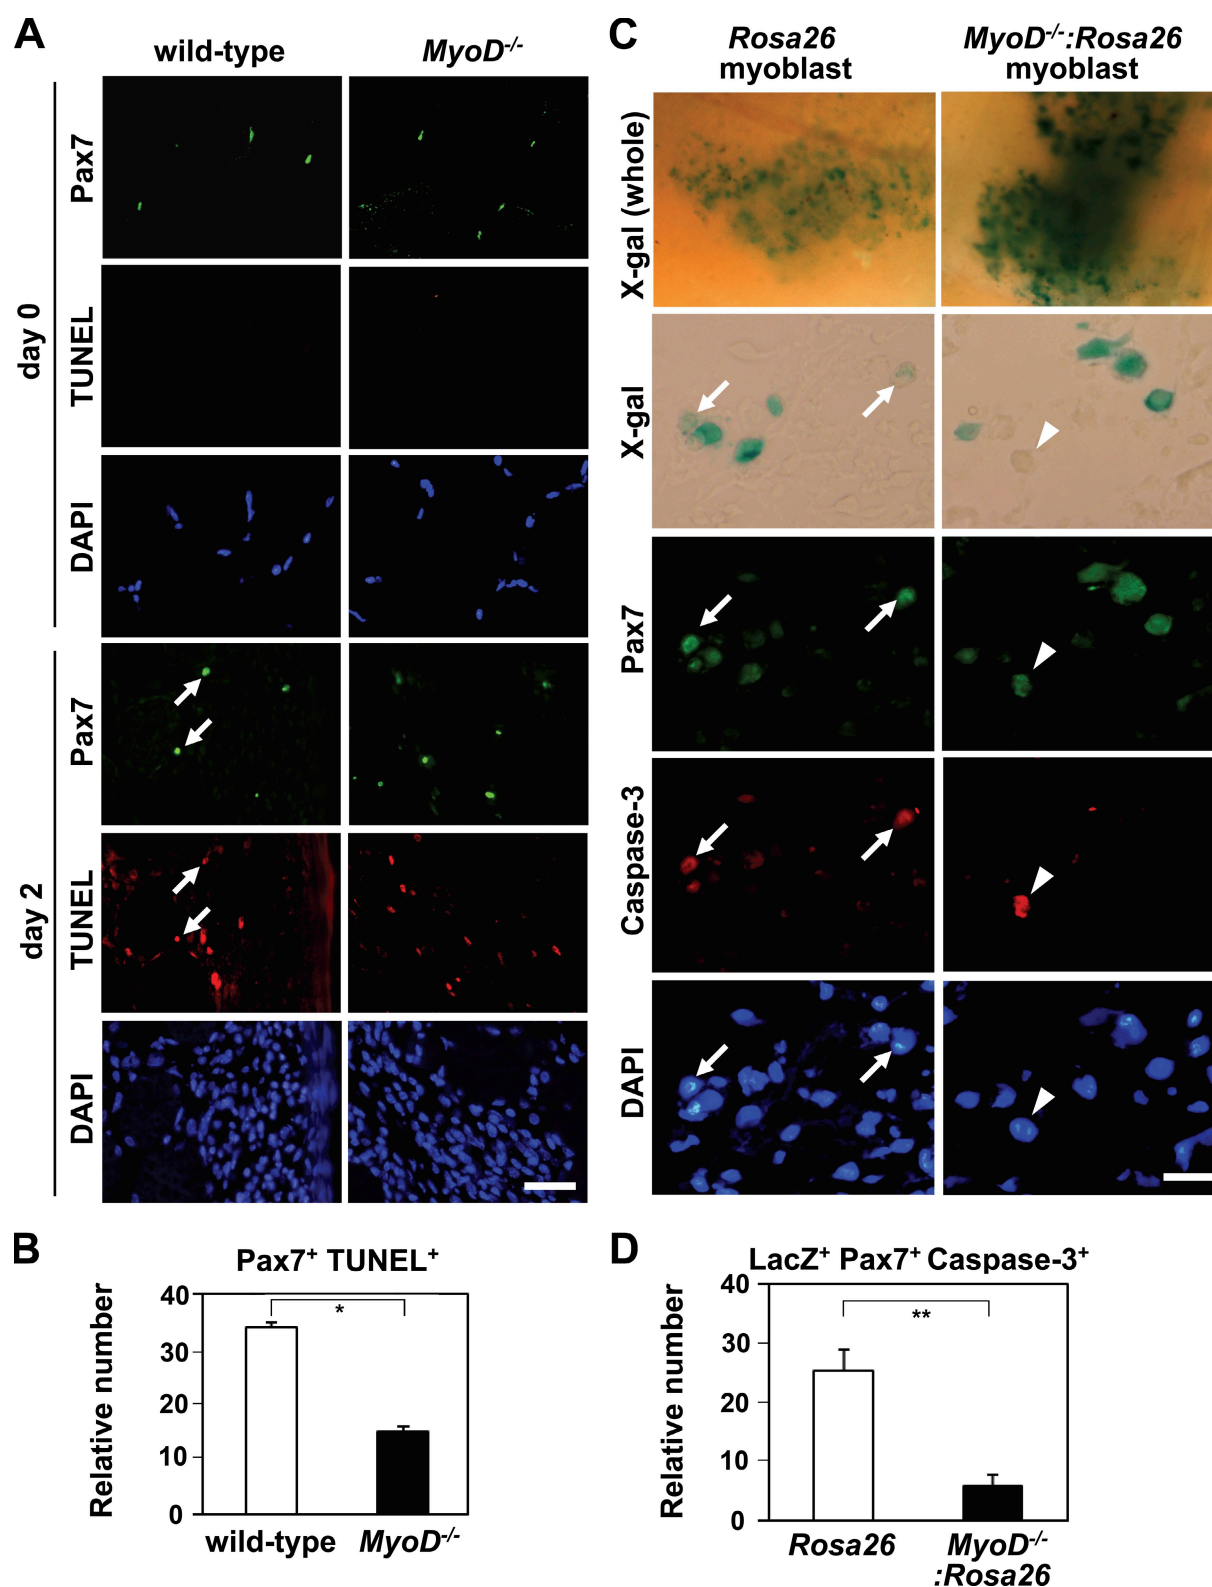 A
wild-type
MyoD-/-
day 0
Pax7
TUNEL
DAPI
day 2
Pax7
TUNEL
DAPI
B
Pax7+ TUNEL+
Relative number
40
30
20
10
0
*
wild-type
MyoD-/-
C
Rosa26
myoblast
MyoD-/-:Rosa26
myoblast
X-gal (whole)
X-gal
Pax7
Caspase-3
DAPI
D
LacZ+ Pax7+ Caspase-3+
Relative number
40
30
20
10
0
**
Rosa26
MyoD-/-
:Rosa26